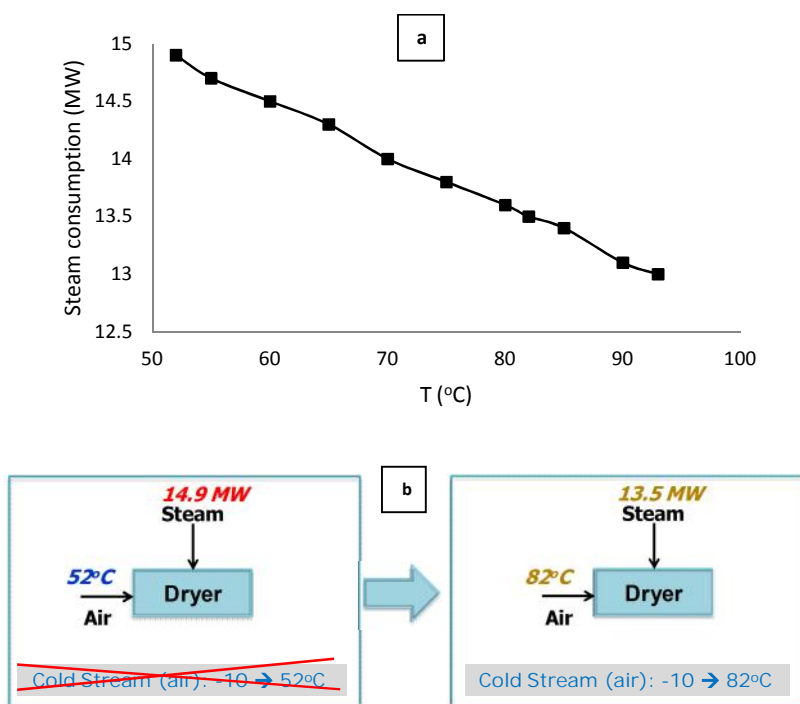 a
Steam consumption (MW)
15
14.5
14
13.5
13
12.5
50 60 70 80 90 100
T (°C)
b
14.9 MW
Steam
52°C
Air
Dryer
Cold Stream (air): -10 → 52°C
13.5 MW
Steam
82°C
Air
Dryer
Cold Stream (air): -10 → 82°C